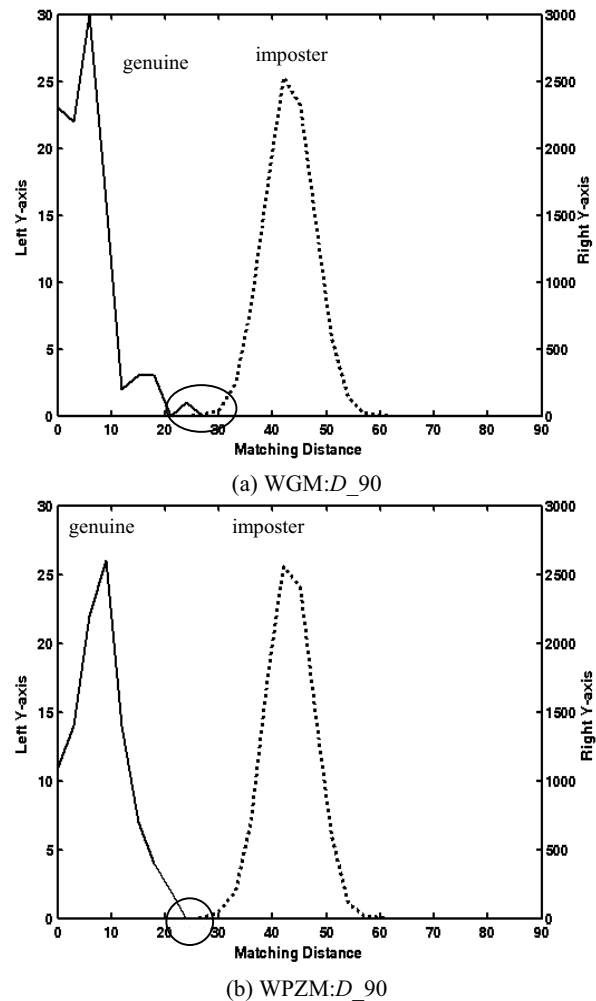 30
25
20
15
10
5
0
Left Y-axis
genuine
imposter
3000
2500
2000
1500
1000
500
0
Right Y-axis
0 10 20 30 40 50 60 70 80 90
Matching Distance
(a) WGM:D_90
30
25
20
15
10
5
0
Left Y-axis
genuine
imposter
3000
2500
2000
1500
1000
500
0
Right Y-axis
0 10 20 30 40 50 60 70 80 90
Matching Distance
(b) WPZM:D_90